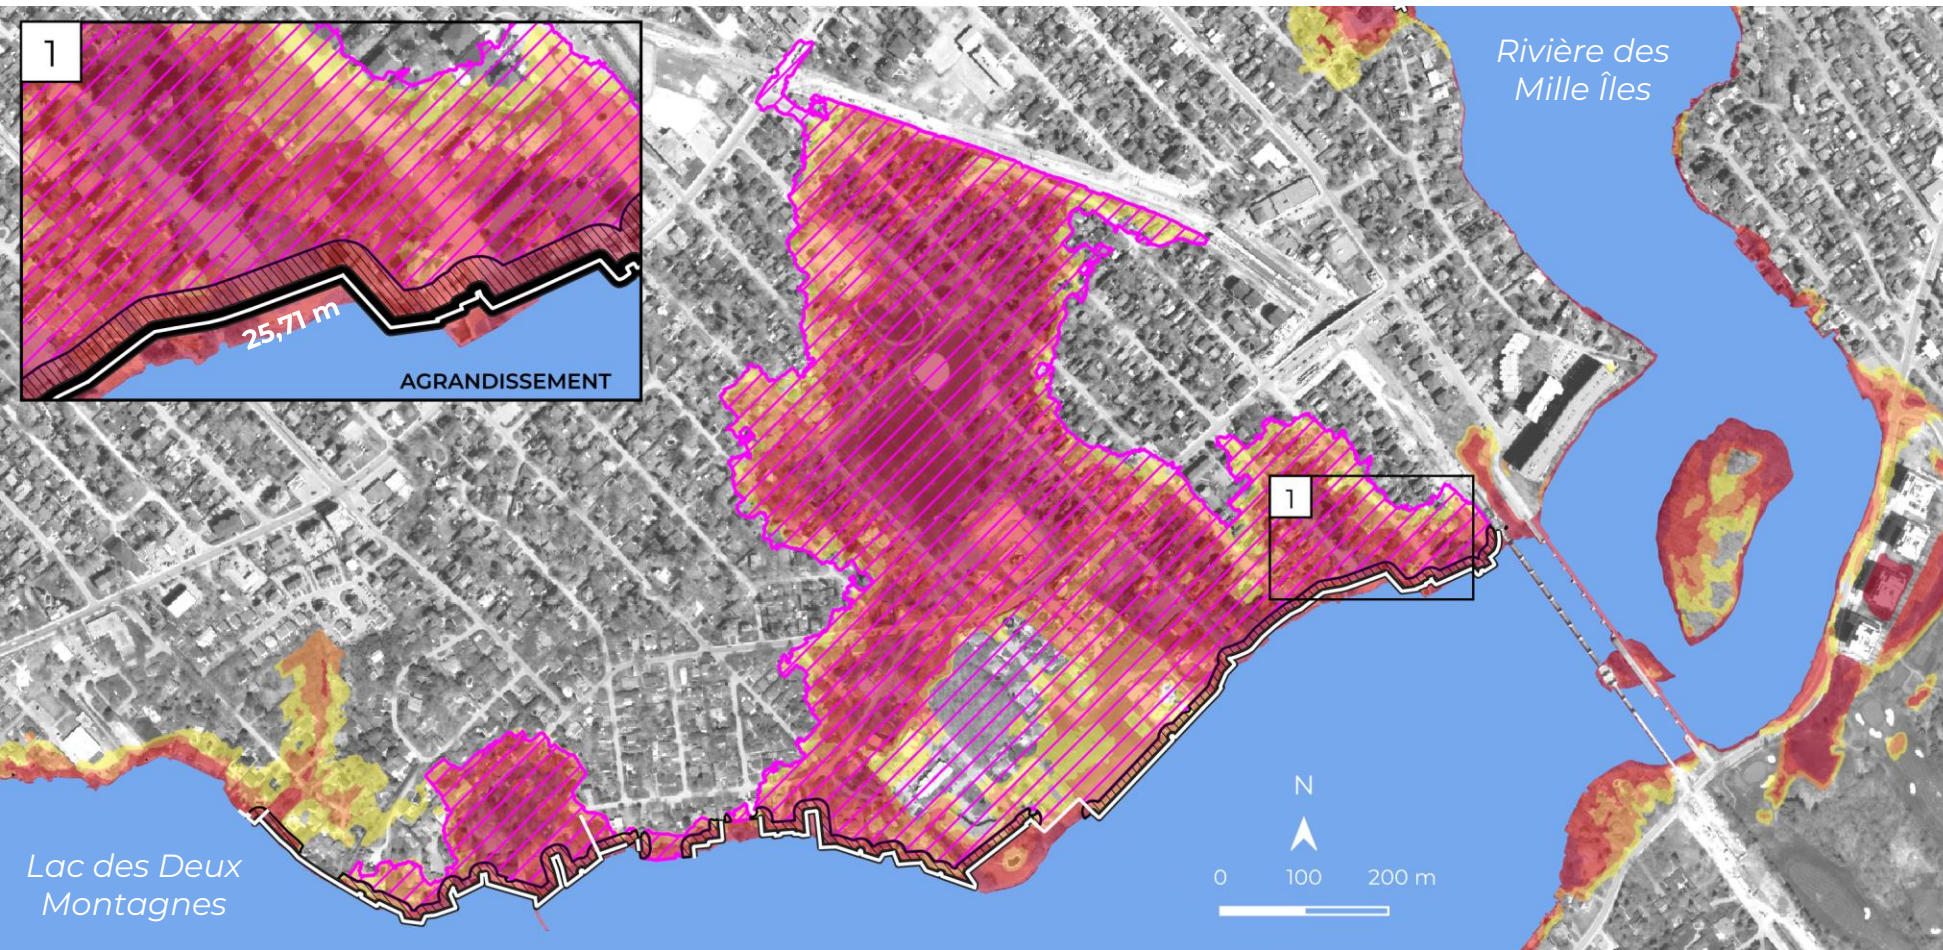 1
25,71 m
AGRANDISSEMENT
Rivière des
Mille Îles
1
Lac des Deux
Montagnes
N
0 100 200 m